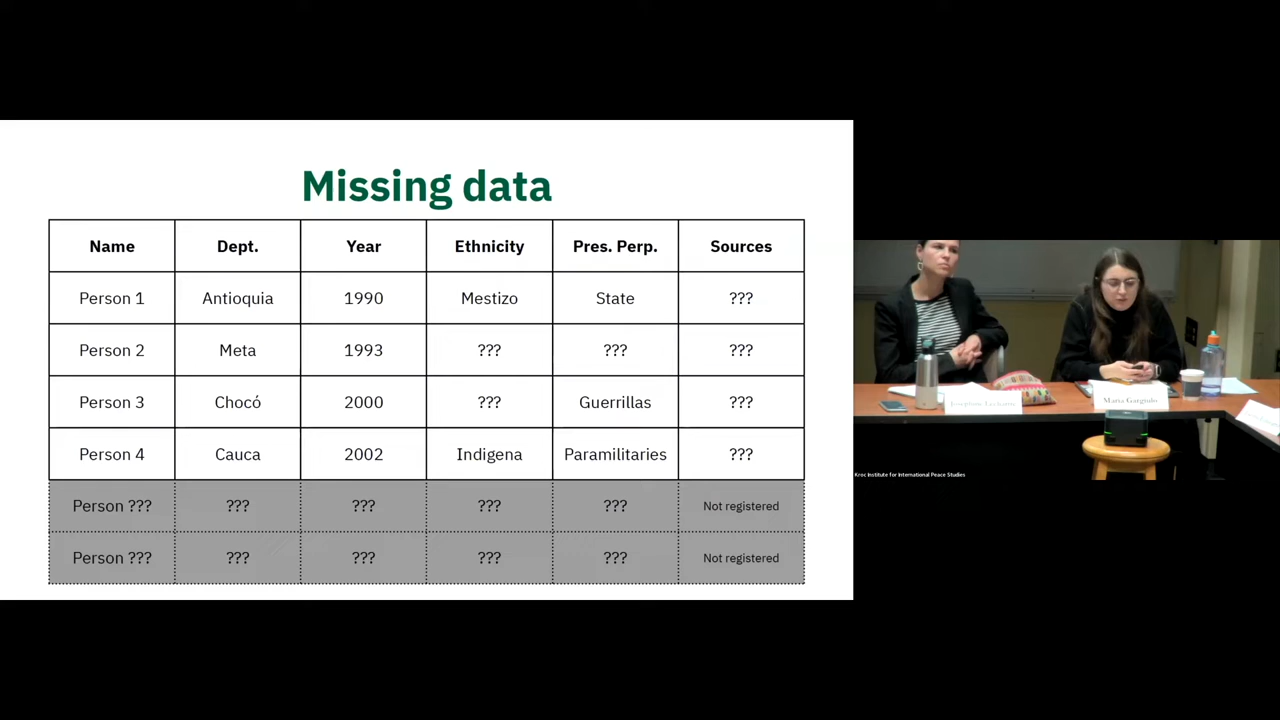 Missing data
Name Dept. Year Ethnicity Pres. Perp. Sources
Person 1 Antioquia 1990 Mestizo State ???
Person 2 Meta 1993 ??? ??? ???
Person 3 Chocó 2000 ??? Guerrillas ???
Person 4 Cauca 2002 Indigena Paramilitaries ???
Person ??? ??? ??? ??? ??? Not registered
Person ??? ??? ??? ??? ??? Not registered
Maria Gargiulo
Kroc Institute for International Peace Studies